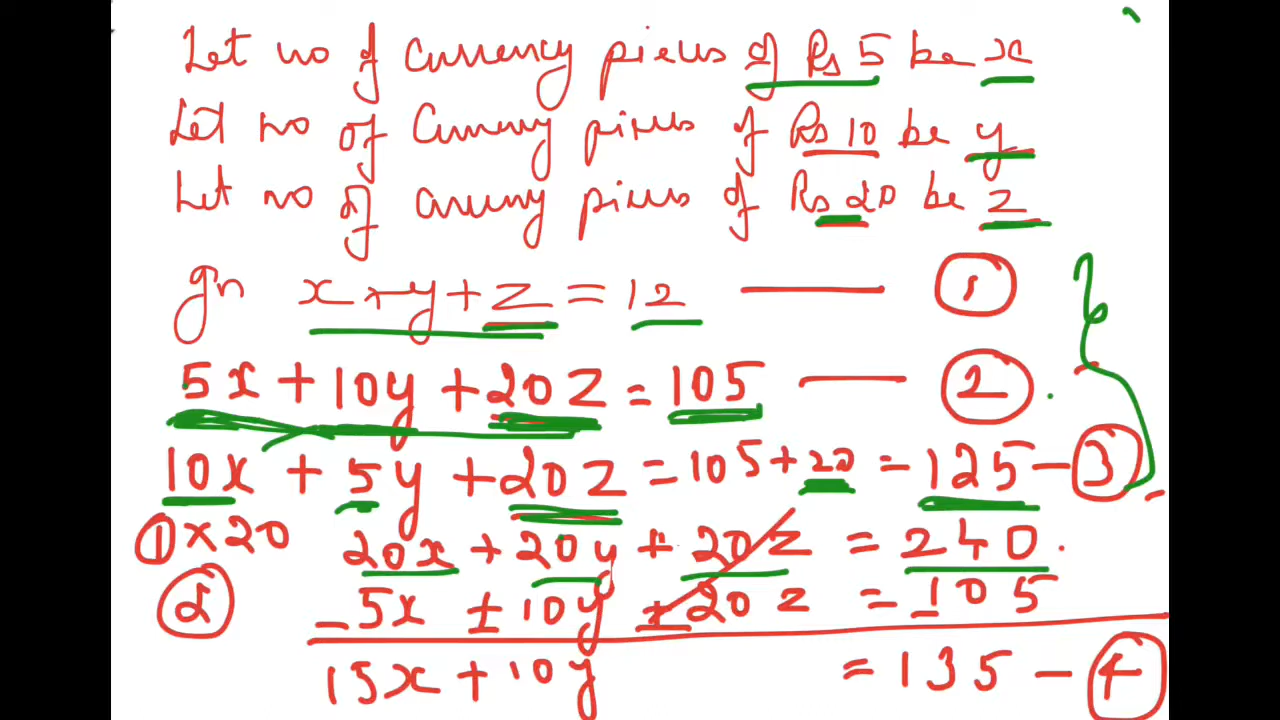 Let no of currency pieces of Rs 5 be x
Let no of currency pieces of Rs 10 be y
Let no of currency pieces of Rs 20 be z
gn x + y + z = 12 — ①
5x + 10y + 20z = 105 — ②
10x + 5y + 20z = 105 + 20 = 125 — ③
① × 20 20x + 20y + 20z = 240
② - 5x ± 10y ± 20z = - 105
15x + 10y = 135 — ④